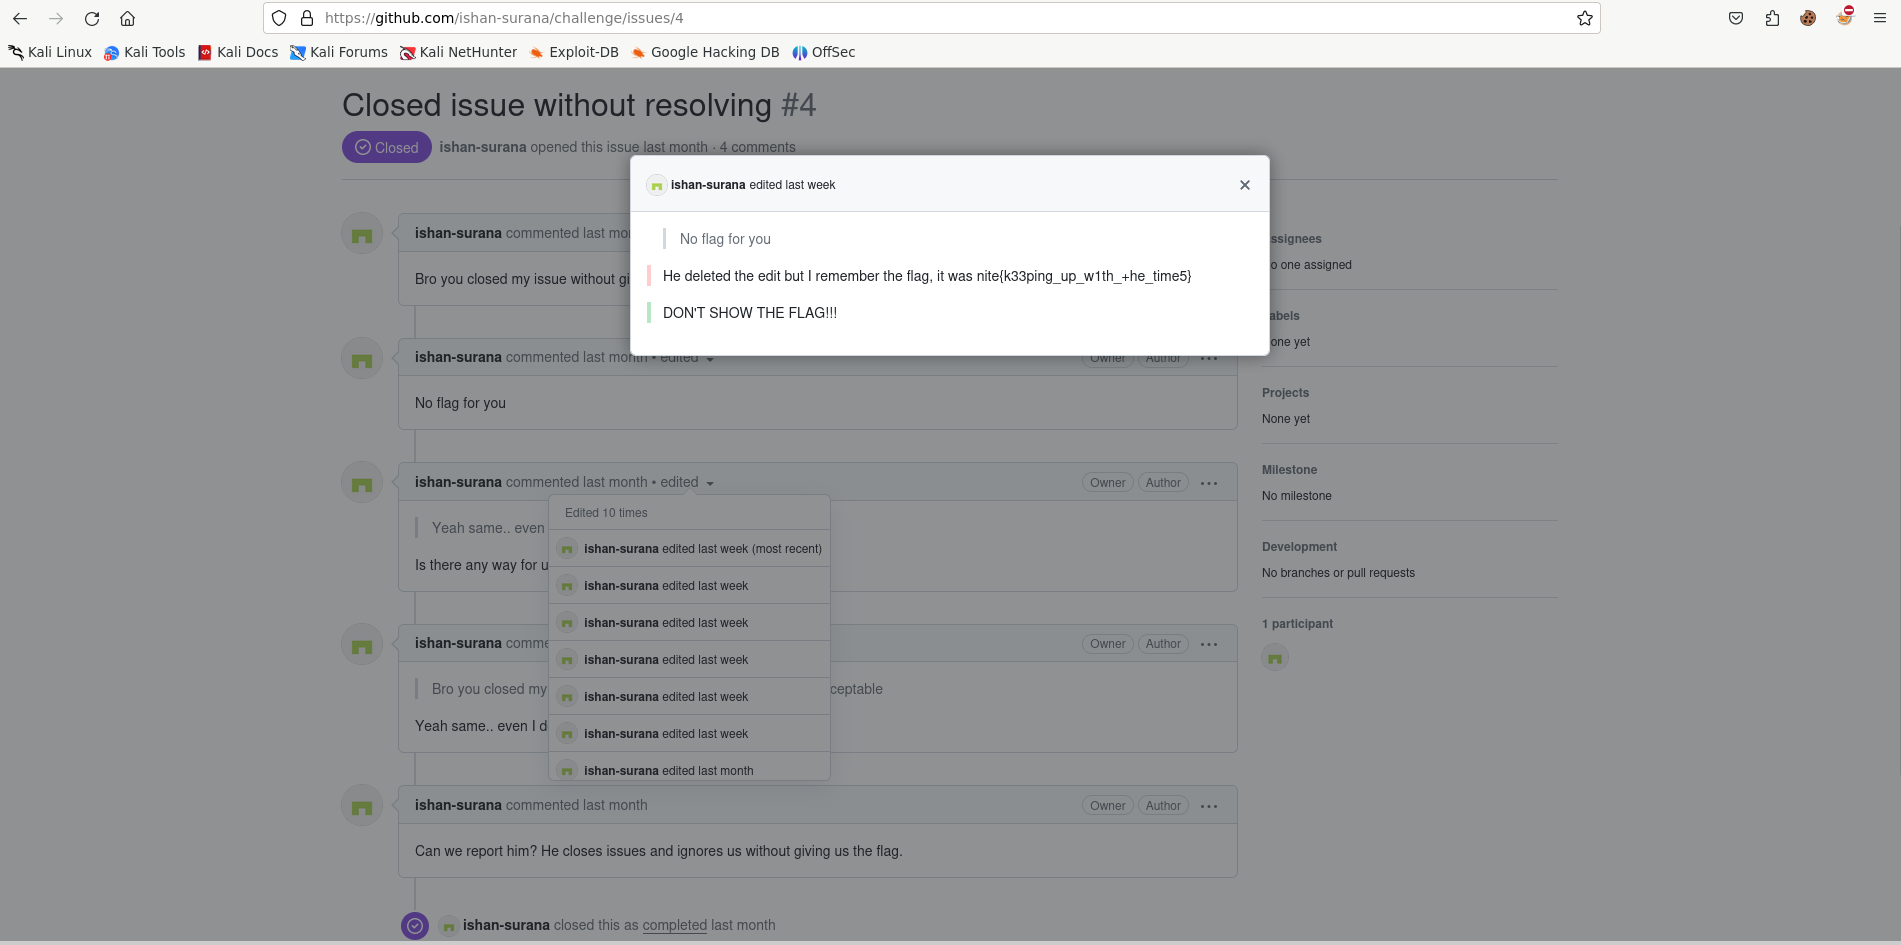 https://github.com/ishan-surana/challenge/issues/4
Kali Linux Kali Tools Kali Docs Kali Forums Kali NetHunter Exploit-DB Google Hacking DB OffSec
Closed issue without resolving #4
Closed ishan-surana opened this issue last month · 4 comments
ishan-surana edited last week
No flag for you
He deleted the edit but I remember the flag, it was nite{k33ping_up_w1th_+he_time5}
DON'T SHOW THE FLAG!!!
ishan-surana commented last mo
Bro you closed my issue without gi
ishan-surana commented last month • edited Owner Author
No flag for you
ishan-surana commented last month • edited Owner Author
Yeah same.. even
Is there any way for u
Edited 10 times
ishan-surana edited last week (most recent)
ishan-surana edited last week
ishan-surana edited last week
ishan-surana edited last week
ishan-surana edited last week
ishan-surana edited last week
ishan-surana edited last month
ishan-surana comme Owner Author
Bro you closed my ceptable
Yeah same.. even I d
ishan-surana commented last month Owner Author
Can we report him? He closes issues and ignores us without giving us the flag.
ishan-surana closed this as completed last month
ssignees
o one assigned
abels
one yet
Projects
None yet
Milestone
No milestone
Development
No branches or pull requests
1 participant